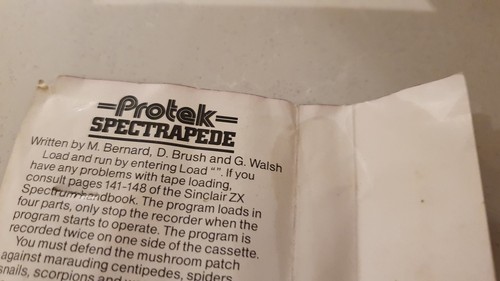 Protek
SPECTRAPEDE
Written by M. Bernard, D. Brush and G. Walsh
Load and run by entering Load “”. If you
have any problems with tape loading,
consult pages 141-148 of the Sinclair ZX
Spectrum handbook. The program loads in
four parts, only stop the recorder when the
program starts to operate. The program is
recorded twice on one side of the cassette.
You must defend the mushroom patch
against marauding centipedes, spiders
snails, scorpions and